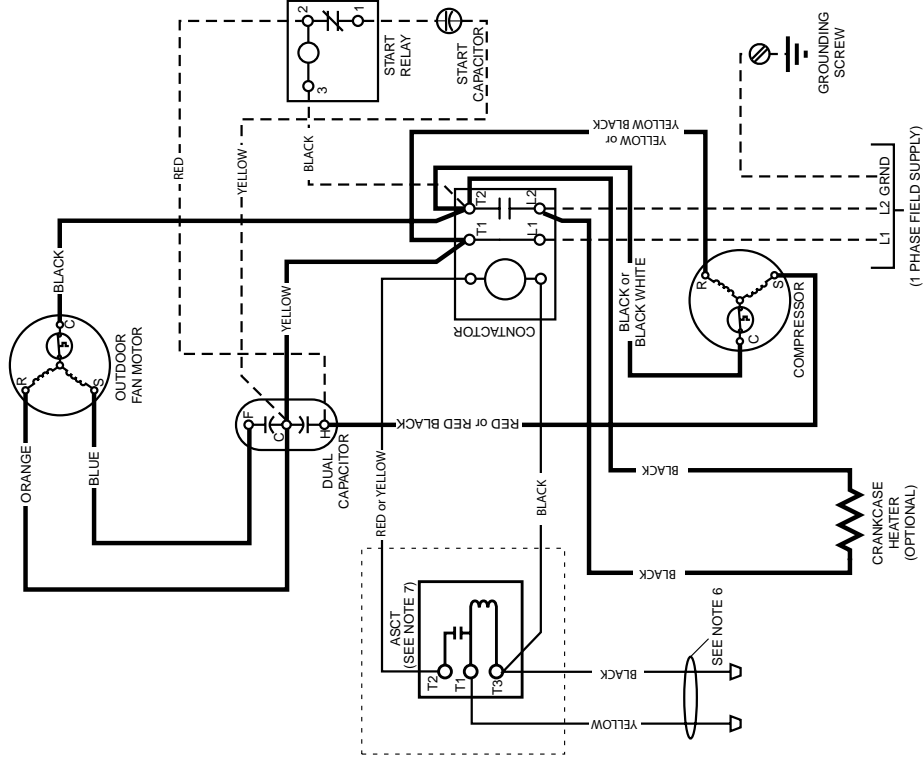 2
1
3
START
RELAY
START
CAPACITOR
GROUNDING
SCREW
RED
YELLOW
BLACK
YELLOW or
YELLOW BLACK
BLACK
C
R
S
OUTDOOR
FAN MOTOR
YELLOW
T2
L2
T1
L1
CONTACTOR
BLACK or
BLACK WHITE
L1
L2
GRND
(1 PHASE FIELD SUPPLY)
R
S
C
COMPRESSOR
F
C
H
DUAL
CAPACITOR
RED or RED BLACK
ORANGE
BLUE
RED or YELLOW
BLACK
BLACK
BLACK
CRANKCASE
HEATER
(OPTIONAL)
ASCT
(SEE NOTE 7)
T2
T1
T3
BLACK
YELLOW
SEE NOTE 6